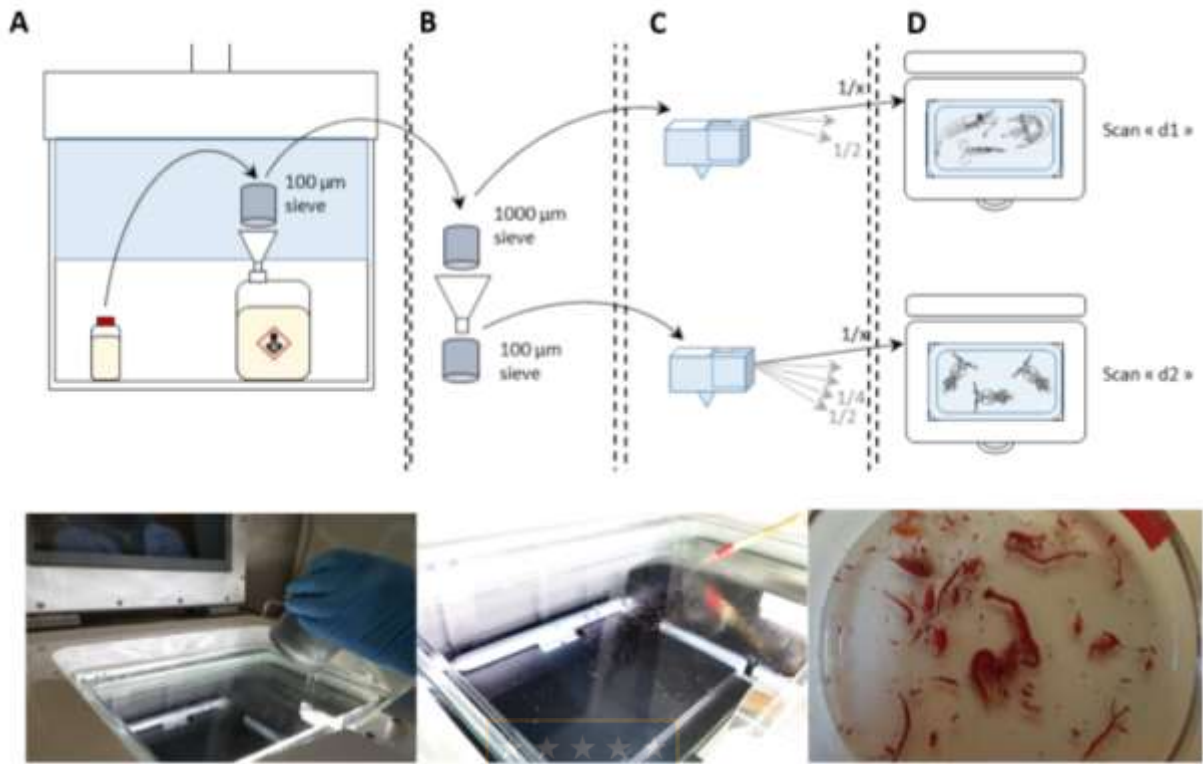 A
B
C
D
100 µm
sieve
1000 µm
sieve
100 µm
sieve
1/x
1/2
Scan « d1 »
1/x
1/4
1/2
Scan « d2 »